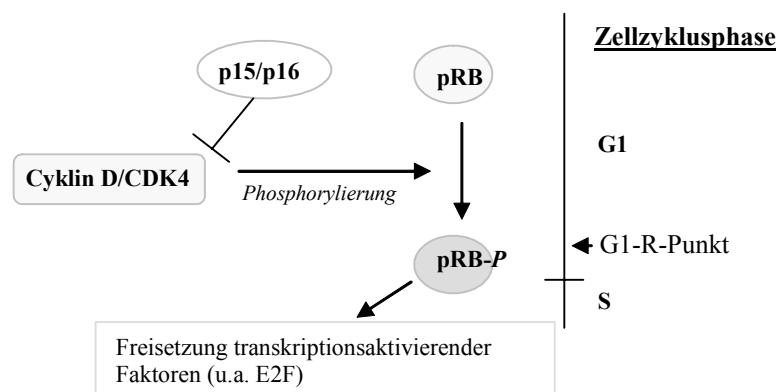 Zellzyklusphase
p15/p16
pRB
G1
Cyklin D/CDK4
Phosphorylierung
G1-R-Punkt
pRB-P
S
Freisetzung transkriptionsaktivierender
Faktoren (u.a. E2F)